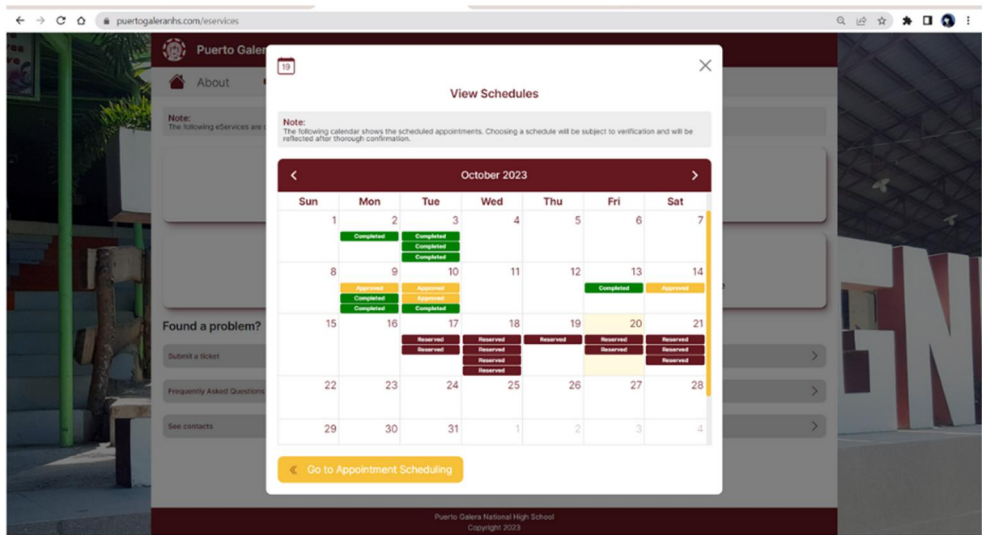 puertogaleranhs.com/eservices
Puerto Galer
About
Note:
The following eServices are
19
View Schedules
Note:
The following calendar shows the scheduled appointments. Choosing a schedule will be subject to verification and will be
reflected after thorough confirmation.
October 2023
Sun Mon Tue Wed Thu Fri Sat
1 2 3 4 5 6 7
Completed Completed
Completed
Completed
8 9 10 11 12 13 14
Approved Approved Completed Approved
Completed Approved
Completed Completed
15 16 17 18 19 20 21
Reserved Reserved Reserved Reserved Reserved
Reserved Reserved Reserved Reserved
Reserved Reserved
Reserved
22 23 24 25 26 27 28
29 30 31 1 2 3 4
Go to Appointment Scheduling
Found a problem?
Submit a ticket
Frequently Asked Questions
See contacts
Puerto Galera National High School
Copyright 2023
GN